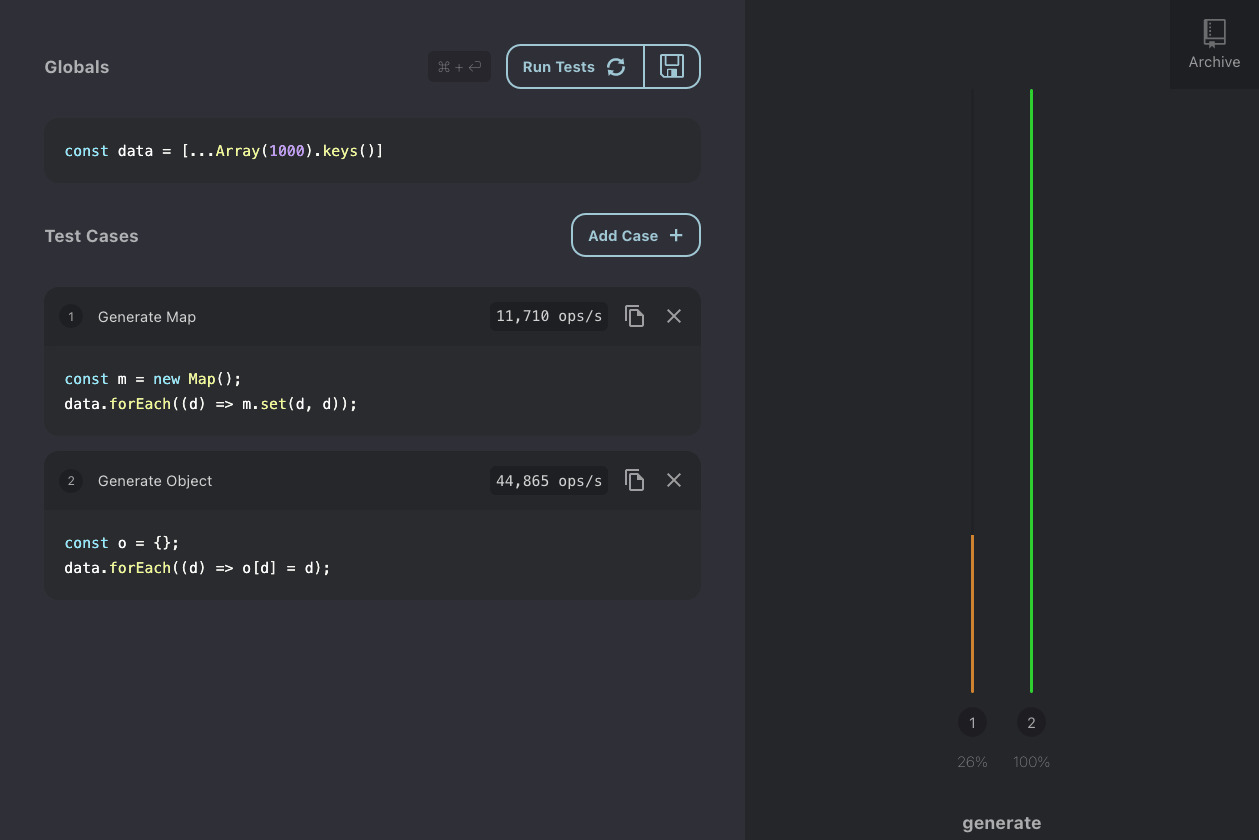 Globals
⌘ + ⏎
Run Tests
Archive
const data = [...Array(1000).keys()]
Test Cases
Add Case +
1 Generate Map 11,710 ops/s
const m = new Map();
data.forEach((d) => m.set(d, d));
2 Generate Object 44,865 ops/s
const o = {};
data.forEach((d) => o[d] = d);
1 2
26% 100%
generate